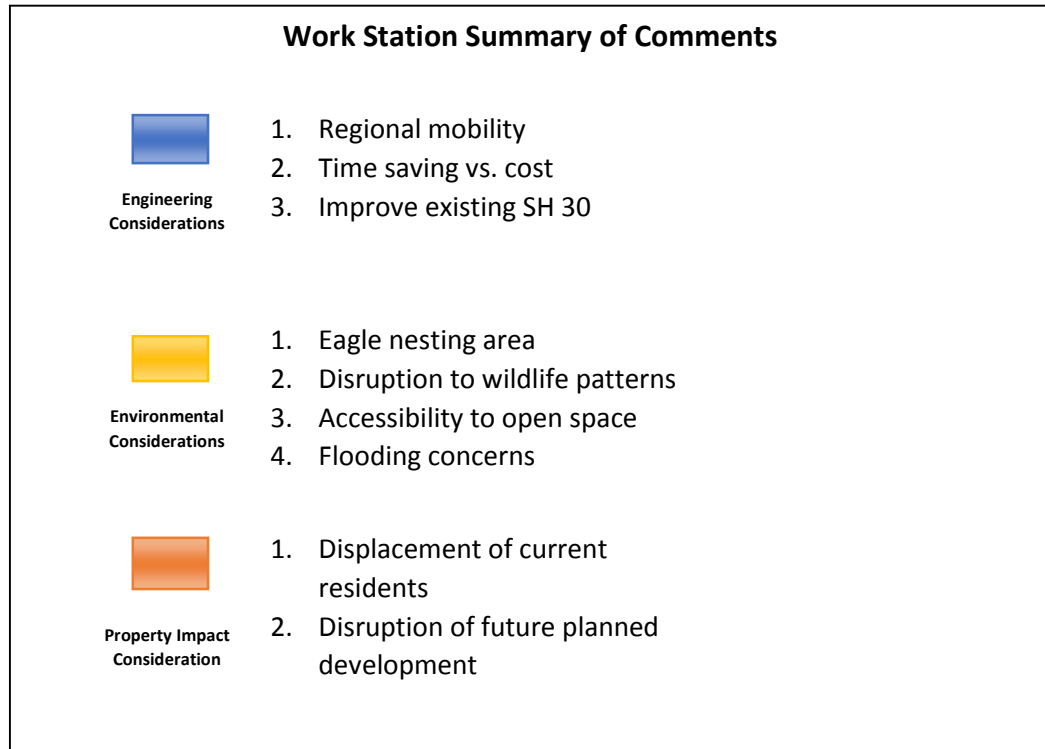 Work Station Summary of Comments
1. Regional mobility
2. Time saving vs. cost
3. Improve existing SH 30
Engineering
Considerations
1. Eagle nesting area
2. Disruption to wildlife patterns
3. Accessibility to open space
4. Flooding concerns
Environmental
Considerations
1. Displacement of current
residents
2. Disruption of future planned
development
Property Impact
Consideration